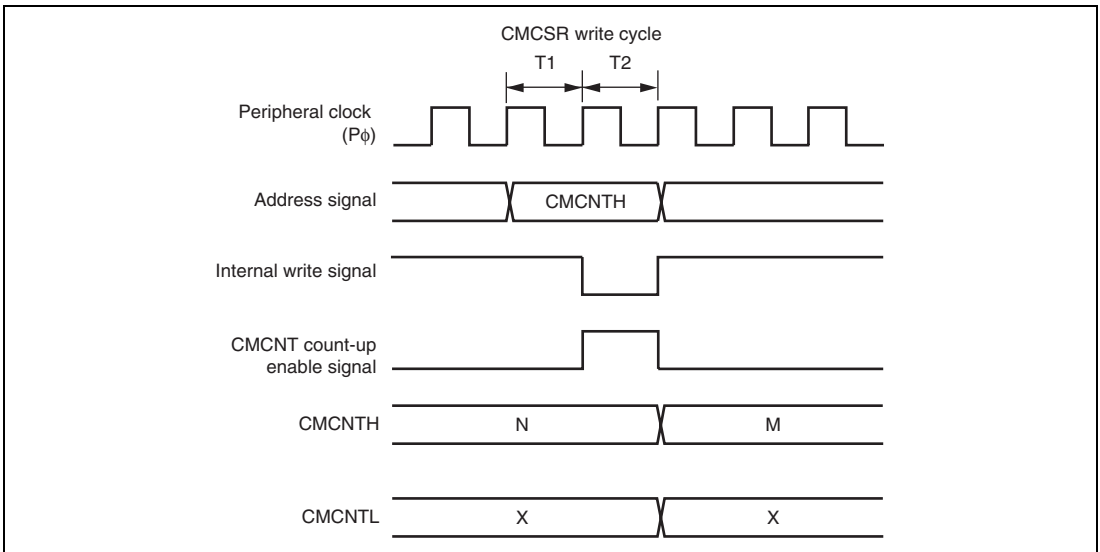 CMCSR write cycle
T1 T2
Peripheral clock
(Pϕ)
Address signal CMCNTH
Internal write signal
CMCNT count-up
enable signal
CMCNTH N M
CMCNTL X X